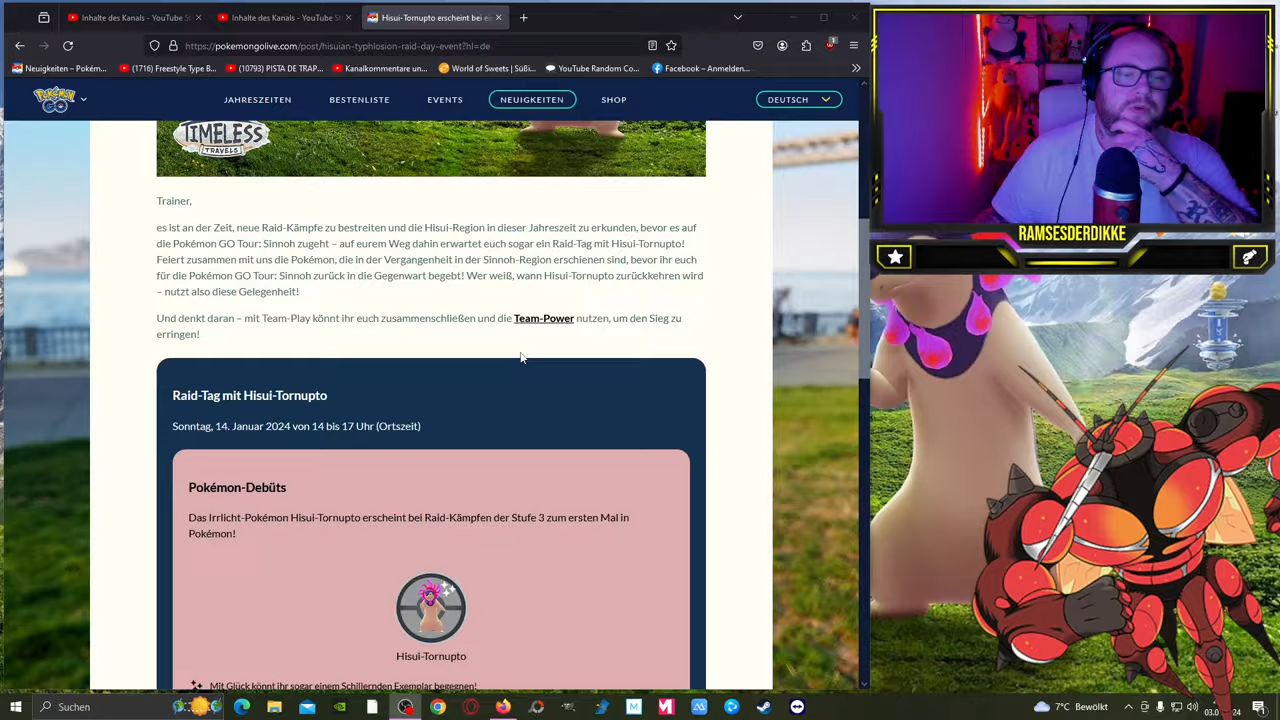 Inhalte des Kanals - YouTube St
Inhalte des Kanals - YouTube St
Hisui-Tornupto erscheint bei ein
https://pokemongolive.com/post/hisuian-typhlosion-raid-day-event?hl=de
1
Neuigkeiten – Pokém...
(1716) Freestyle Type B...
(10793) PISTA DE TRAP...
Kanalkommentare un...
World of Sweets | Süßi...
YouTube Random Co...
Facebook – Anmelden...
POKÉMON GO
JAHRESZEITEN
BESTENLISTE
EVENTS
NEUIGKEITEN
SHOP
DEUTSCH
TIMELESS
TRAVELS
RAMSESDERDIKKE
Trainer,
es ist an der Zeit, neue Raid-Kämpfe zu bestreiten und die Hisui-Region in dieser Jahreszeit zu erkunden, bevor es auf
die Pokémon GO Tour: Sinnoh zugeht – auf eurem Weg dahin erwartet euch sogar ein Raid-Tag mit Hisui-Tornupto!
Feiert zusammen mit uns die Pokémon, die in der Vergangenheit in der Sinnoh-Region erschienen sind, bevor ihr euch
für die Pokémon GO Tour: Sinnoh zurück in die Gegenwart begebt! Wer weiß, wann Hisui-Tornupto zurückkehren wird
– nutzt also diese Gelegenheit!
Und denkt daran – mit Team-Play könnt ihr euch zusammenschließen und die Team-Power nutzen, um den Sieg zu
erringen!
Raid-Tag mit Hisui-Tornupto
Sonntag, 14. Januar 2024 von 14 bis 17 Uhr (Ortszeit)
Pokémon-Debüts
Das Irrlicht-Pokémon Hisui-Tornupto erscheint bei Raid-Kämpfen der Stufe 3 zum ersten Mal in
Pokémon!
Hisui-Tornupto
Mit Glück könnt ihr sogar einem Schillernden Exemplar begegnen!
Suchen
7°C Bewölkt